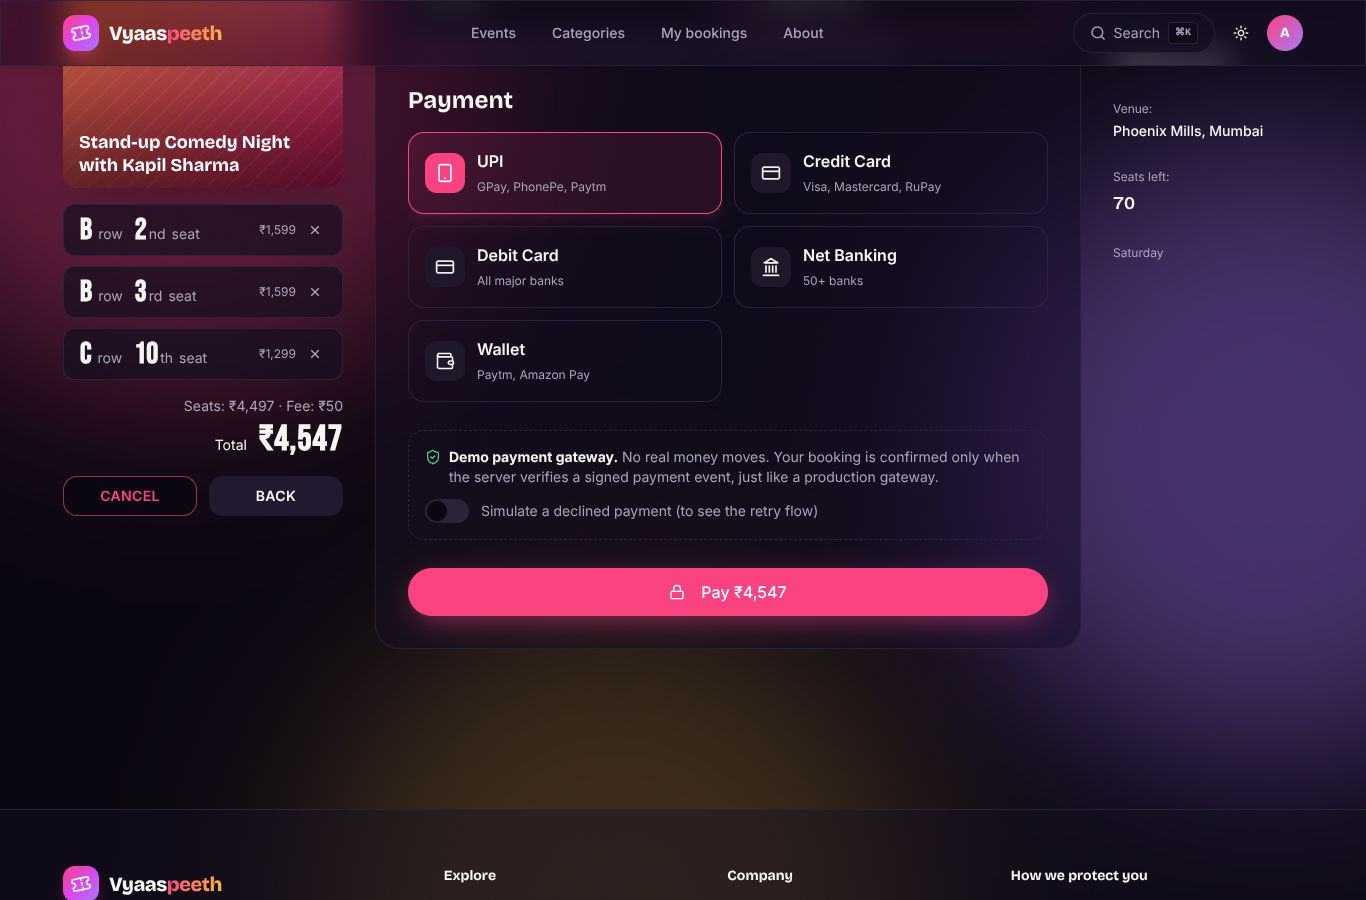 Vyaaspeeth
Events
Categories
My bookings
About
Search
⌘K
A
Stand-up Comedy Night
with Kapil Sharma
B row 2nd seat ₹1,599 ×
B row 3rd seat ₹1,599 ×
C row 10th seat ₹1,299 ×
Seats: ₹4,497 · Fee: ₹50
Total ₹4,547
CANCEL
BACK
Payment
UPI
GPay, PhonePe, Paytm
Credit Card
Visa, Mastercard, RuPay
Debit Card
All major banks
Net Banking
50+ banks
Wallet
Paytm, Amazon Pay
Demo payment gateway. No real money moves. Your booking is confirmed only when
the server verifies a signed payment event, just like a production gateway.
Simulate a declined payment (to see the retry flow)
Pay ₹4,547
Venue:
Phoenix Mills, Mumbai
Seats left:
70
Saturday
Vyaaspeeth
Explore
Company
How we protect you